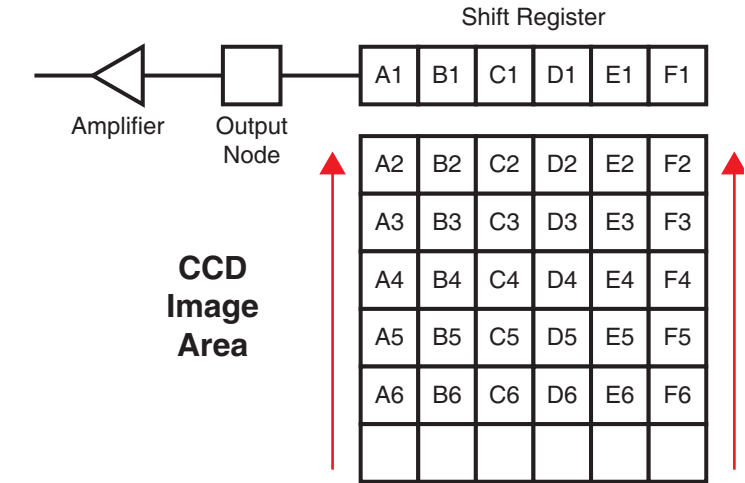 Shift Register
A1 B1 C1 D1 E1 F1
Amplifier
Output
Node
A2 B2 C2 D2 E2 F2
A3 B3 C3 D3 E3 F3
CCD
Image
Area
A4 B4 C4 D4 E4 F4
A5 B5 C5 D5 E5 F5
A6 B6 C6 D6 E6 F6